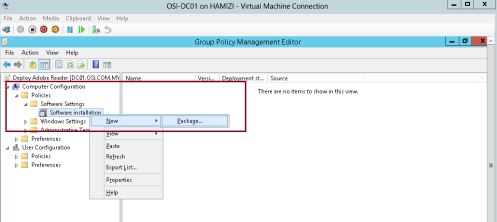 OSI-DC01 on HAMIZI - Virtual Machine Connection
File Action Media Clipboard View Help
Group Policy Management Editor
File Action View Help
Deploy Adobe Reader [DC01.OSI.COM.MY
Name Versi... Deployment st... Source
Computer Configuration
There are no items to show in this view.
Policies
Software Settings
Software installation
Windows Settings
New
Package...
Administrative Tem
View
Preferences
User Configuration
Paste
Policies
Refresh
Preferences
Export List...
Properties
Help